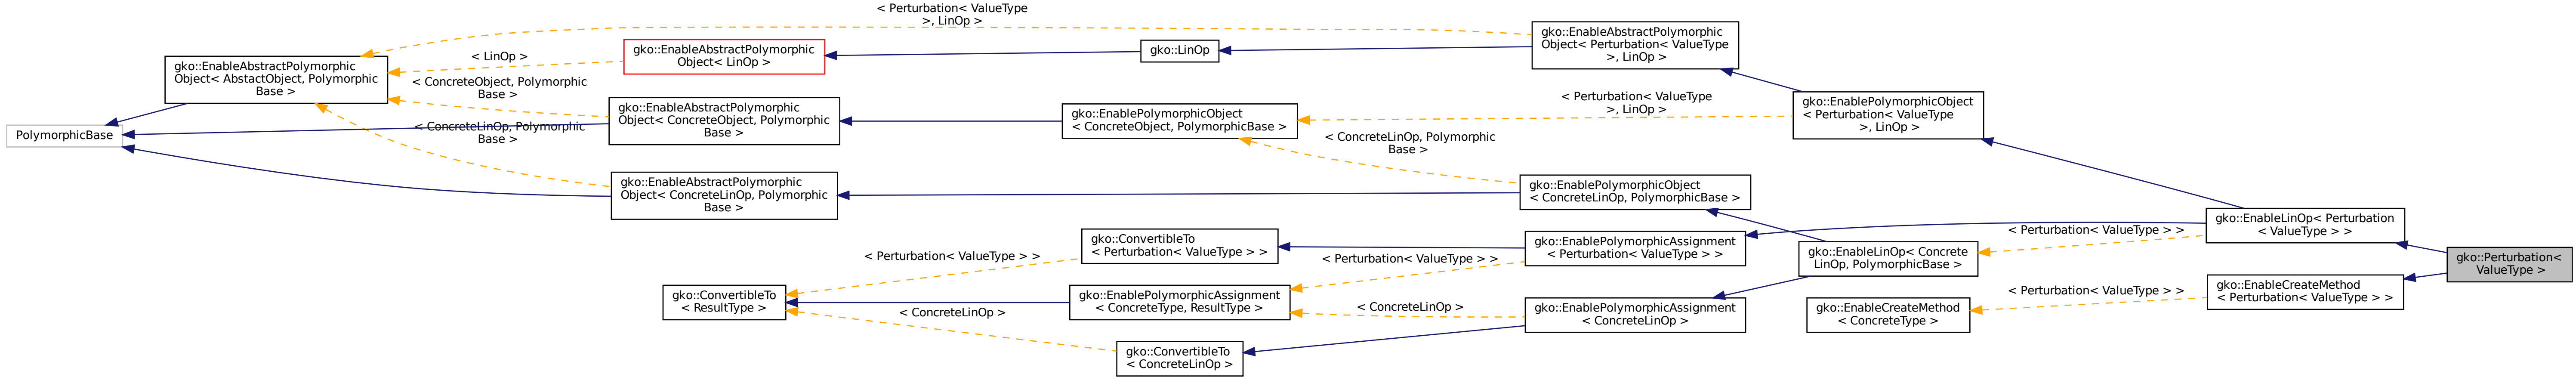 PolymorphicBase
gko::EnableAbstractPolymorphic
Object< AbstactObject, Polymorphic
Base >
< Perturbation< ValueType
>, LinOp >
< LinOp >
< ConcreteObject, Polymorphic
Base >
< ConcreteLinOp, Polymorphic
Base >
gko::EnableAbstractPolymorphic
Object< LinOp >
gko::EnableAbstractPolymorphic
Object< ConcreteObject, Polymorphic
Base >
gko::EnableAbstractPolymorphic
Object< ConcreteLinOp, Polymorphic
Base >
gko::ConvertibleTo
< ResultType >
< Perturbation< ValueType > >
< ConcreteLinOp >
gko::LinOp
gko::EnablePolymorphicObject
< ConcreteObject, PolymorphicBase >
gko::ConvertibleTo
< Perturbation< ValueType > >
gko::EnablePolymorphicAssignment
< ConcreteType, ResultType >
gko::ConvertibleTo
< ConcreteLinOp >
< Perturbation< ValueType
>, LinOp >
< ConcreteLinOp, Polymorphic
Base >
< Perturbation< ValueType > >
< ConcreteLinOp >
gko::EnableAbstractPolymorphic
Object< Perturbation< ValueType
>, LinOp >
gko::EnablePolymorphicObject
< ConcreteLinOp, PolymorphicBase >
gko::EnablePolymorphicAssignment
< Perturbation< ValueType > >
gko::EnablePolymorphicAssignment
< ConcreteLinOp >
gko::EnablePolymorphicObject
< Perturbation< ValueType
>, LinOp >
gko::EnableLinOp< Concrete
LinOp, PolymorphicBase >
gko::EnableCreateMethod
< ConcreteType >
< Perturbation< ValueType > >
< Perturbation< ValueType > >
gko::EnableLinOp< Perturbation
< ValueType > >
gko::EnableCreateMethod
< Perturbation< ValueType > >
gko::Perturbation<
ValueType >